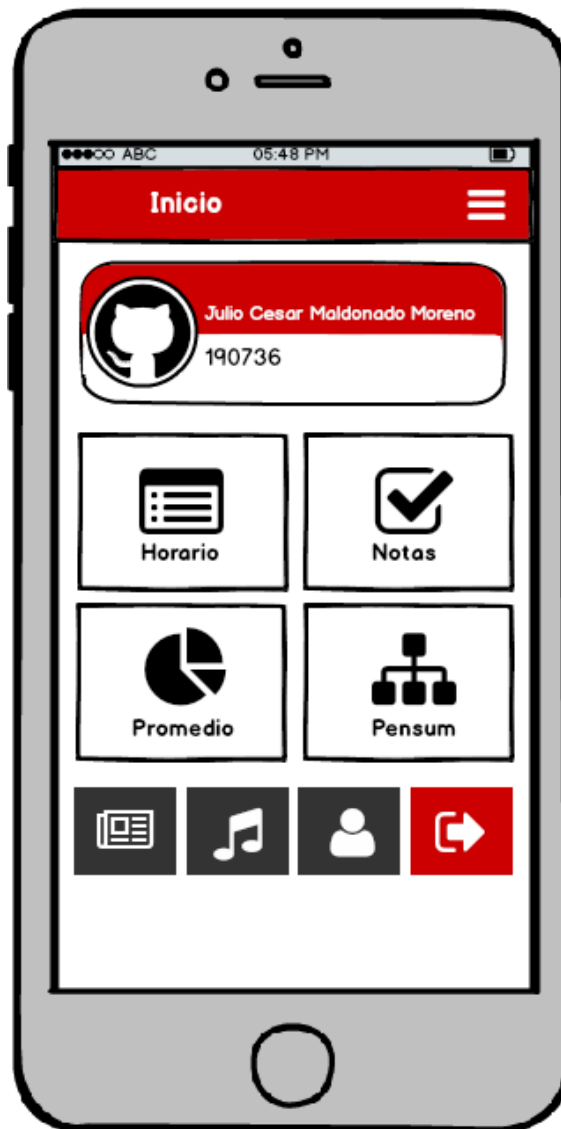 ABC 05:48 PM
Inicio
Julio Cesar Maldonado Moreno
190736
Horario Notas
Promedio Pensum